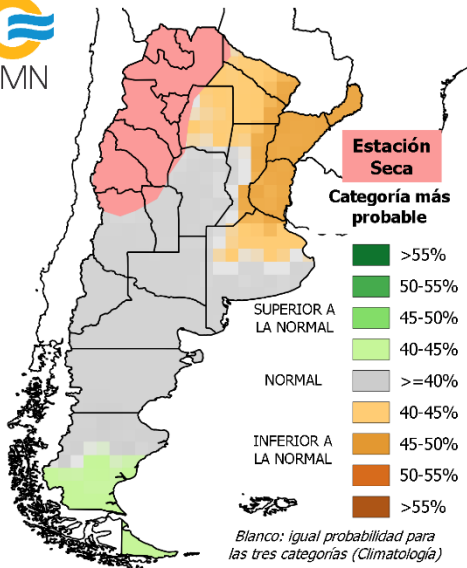 MN
Estación
Seca
Categoría más
probable
>55%
50-55%
SUPERIOR A
LA NORMAL
45-50%
40-45%
NORMAL
>=40%
40-45%
INFERIOR A
LA NORMAL
45-50%
50-55%
>55%
Blanco: igual probabilidad para
las tres categorías (Climatología)